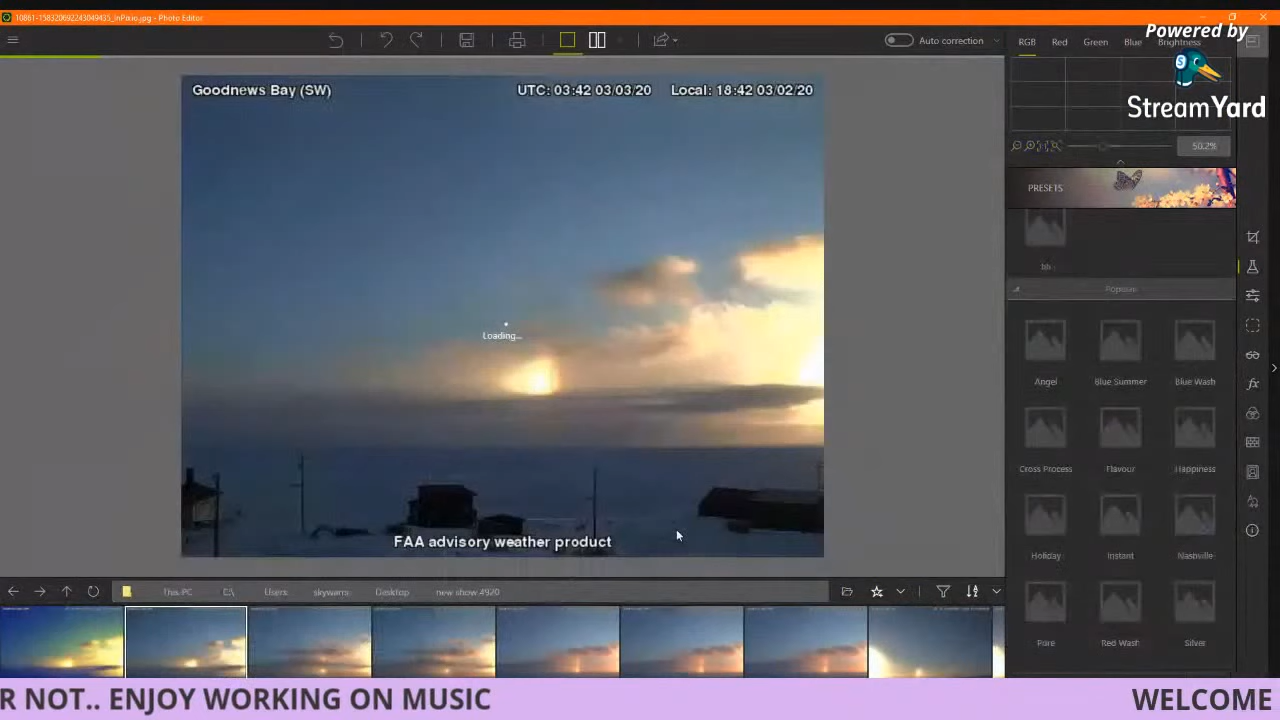 10861-158320692243049435_inPixio.jpg - Photo Editor
Powered by
StreamYard
Auto correction
RGB Red Green Blue Brightness
Goodnews Bay (SW) UTC: 03:42 03/03/20 Local: 18:42 03/02/20
50.2%
PRESETS
Popular
Loading...
Angel Blue Summer Blue Wash
Cross Process Flavour Happiness
Holiday Instant Nashville
FAA advisory weather product
This PC C:\ Users skywams Desktop new show 4920
Pure Red Wash Silver
R NOT.. ENJOY WORKING ON MUSIC WELCOME